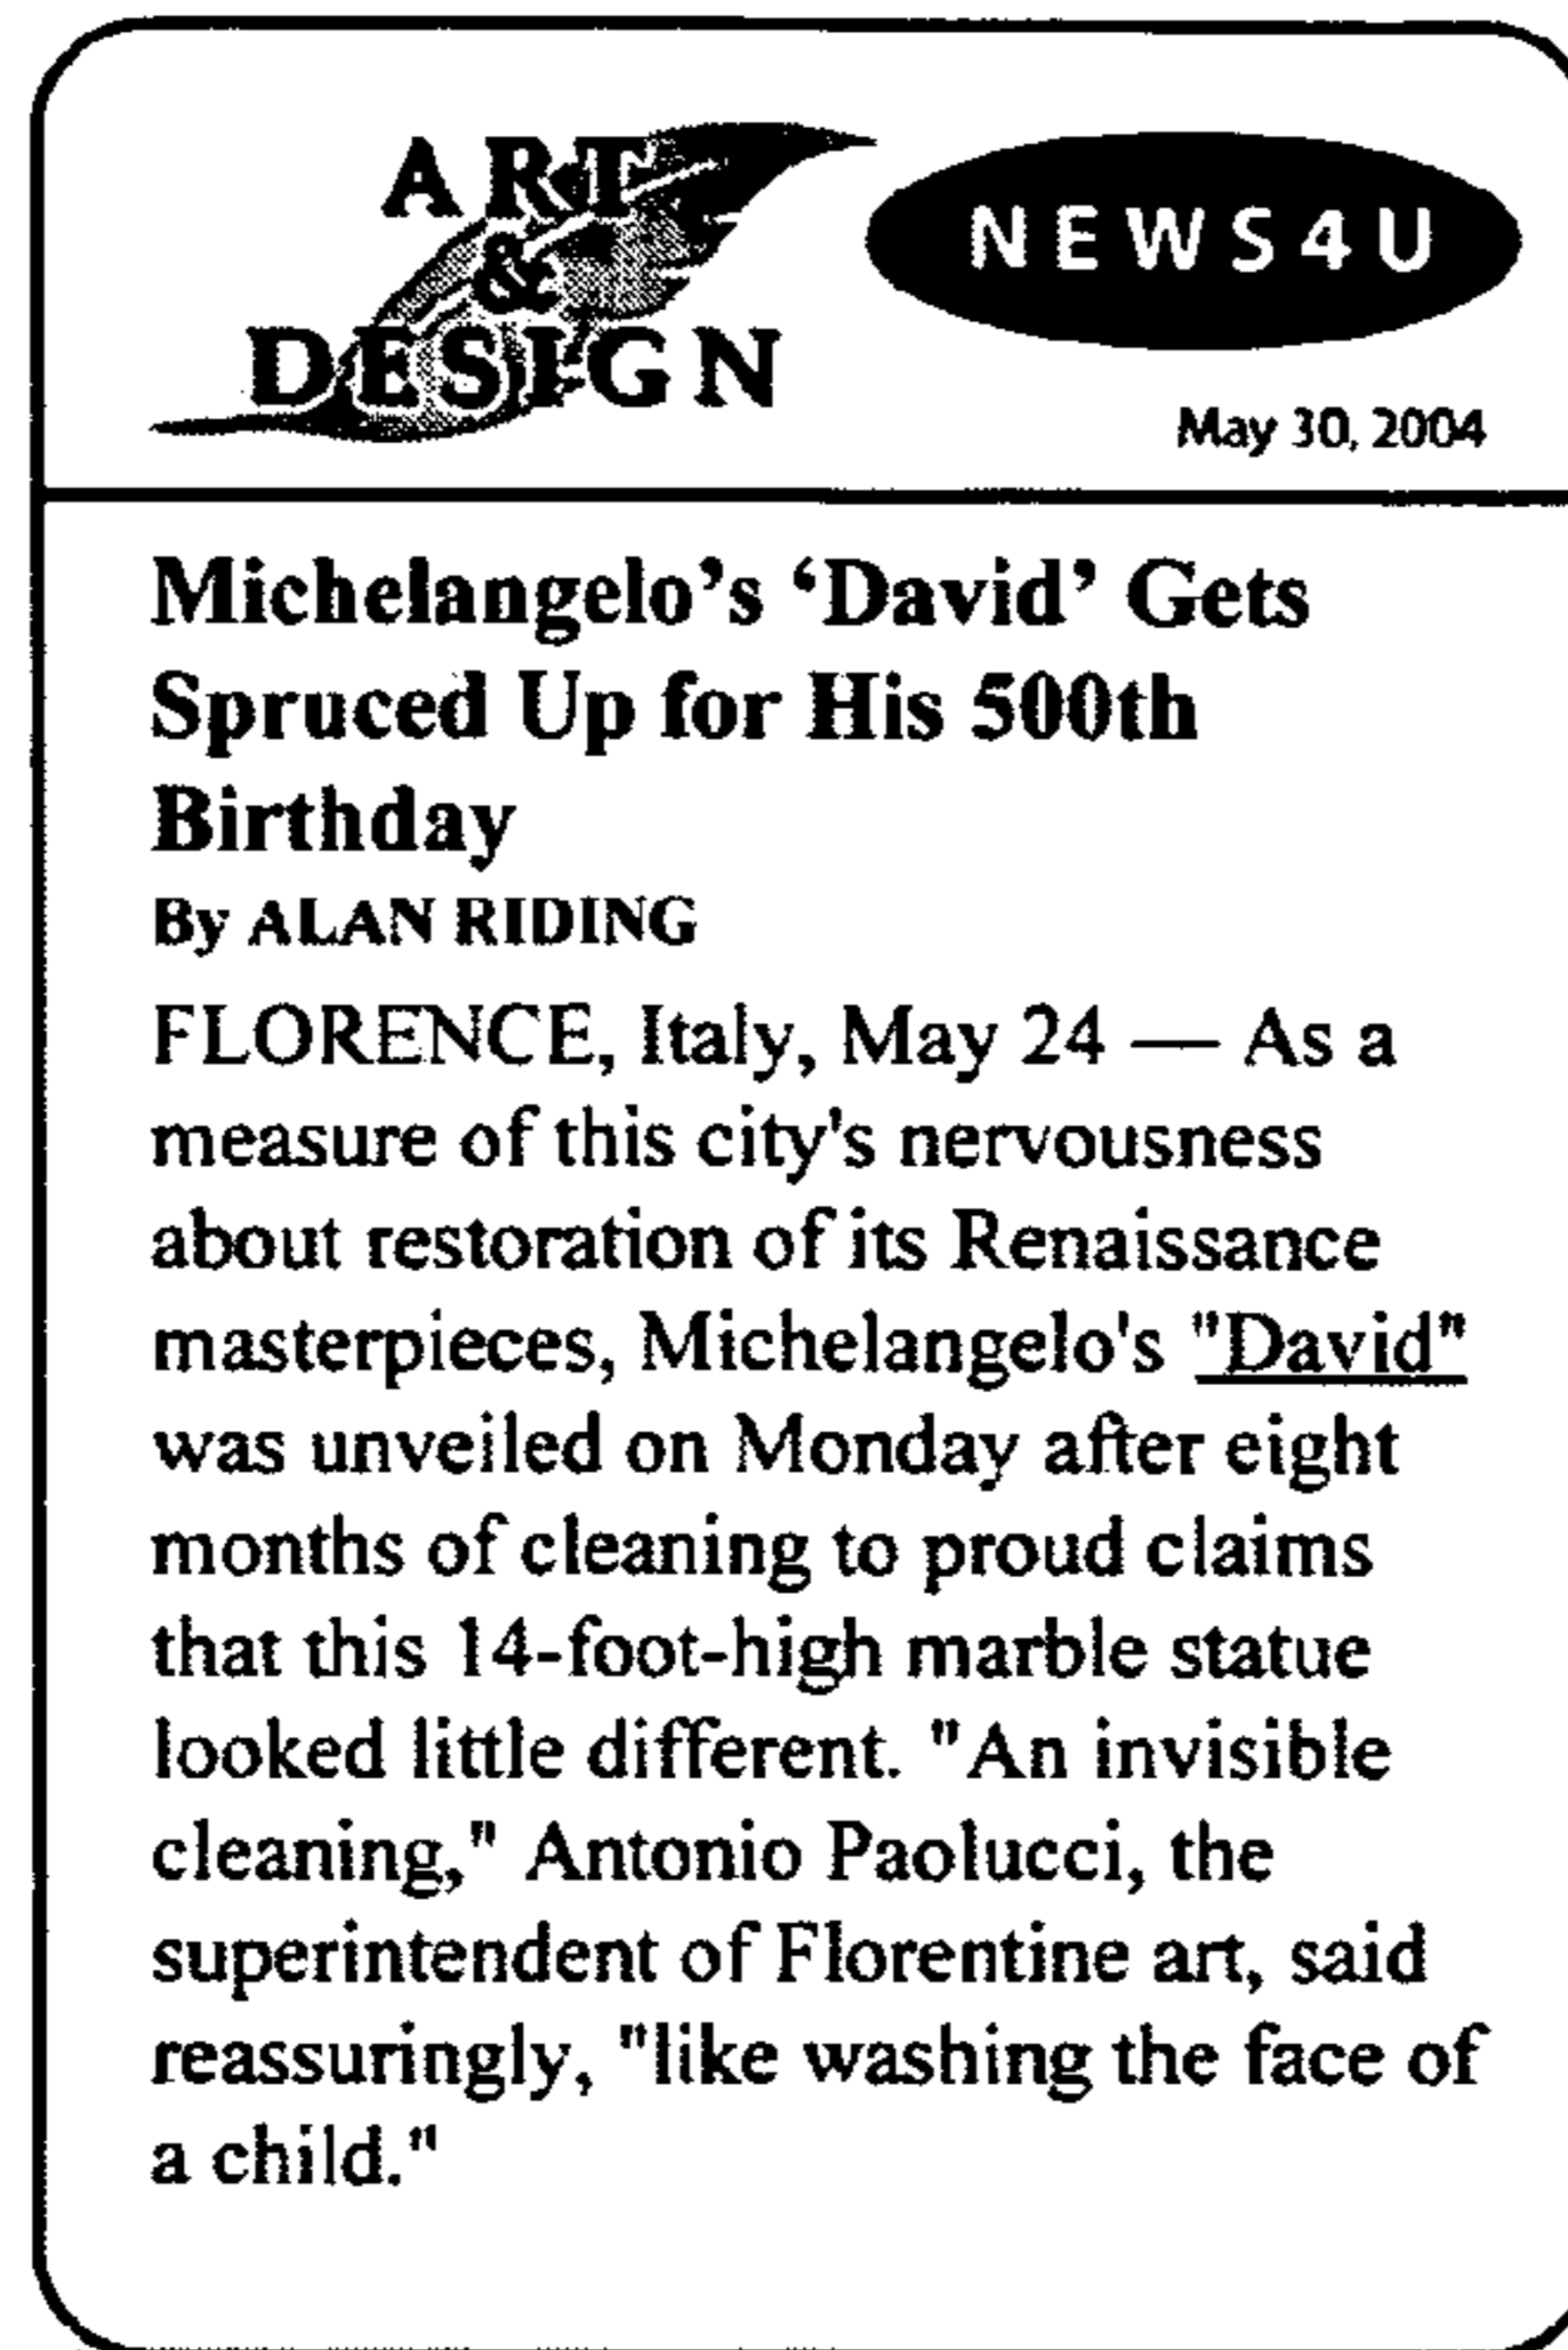 ART
&
DESIGN
NEWS4U
May 30, 2004
Michelangelo’s ‘David’ Gets
Spruced Up for His 500th
Birthday
By ALAN RIDING
FLORENCE, Italy, May 24 — As a
measure of this city's nervousness
about restoration of its Renaissance
masterpieces, Michelangelo's "David"
was unveiled on Monday after eight
months of cleaning to proud claims
that this 14-foot-high marble statue
looked little different. "An invisible
cleaning," Antonio Paolucci, the
superintendent of Florentine art, said
reassuringly, "like washing the face of
a child."